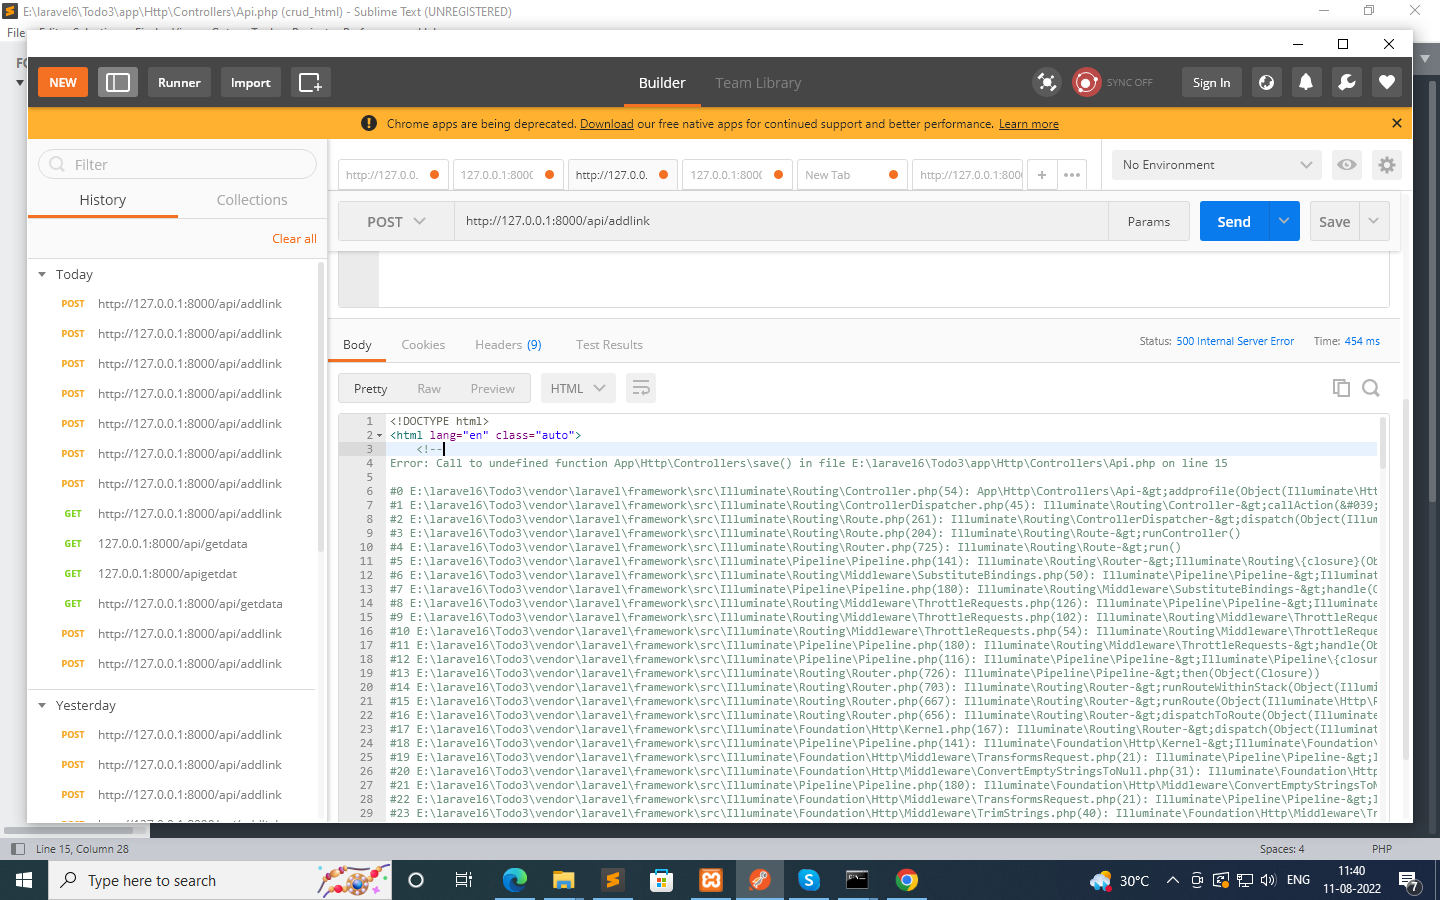 E:\laravel6\Todo3\app\Http\Controllers\Api.php (crud_html) - Sublime Text (UNREGISTERED)
File
NEW
Runner
Import
Builder
Team Library
SYNC OFF
Sign In
Chrome apps are being deprecated. Download our free native apps for continued support and better performance. Learn more
Filter
History
Collections
Clear all
Today
POST http://127.0.0.1:8000/api/addlink
POST http://127.0.0.1:8000/api/addlink
POST http://127.0.0.1:8000/api/addlink
POST http://127.0.0.1:8000/api/addlink
POST http://127.0.0.1:8000/api/addlink
POST http://127.0.0.1:8000/api/addlink
POST http://127.0.0.1:8000/api/addlink
GET http://127.0.0.1:8000/api/addlink
GET 127.0.0.1:8000/api/getdata
GET 127.0.0.1:8000/apigetdat
GET http://127.0.0.1:8000/api/getdata
POST http://127.0.0.1:8000/api/addlink
POST http://127.0.0.1:8000/api/addlink
Yesterday
POST http://127.0.0.1:8000/api/addlink
POST http://127.0.0.1:8000/api/addlink
POST http://127.0.0.1:8000/api/addlink
http://127.0.0. 127.0.0.1:800( http://127.0.0. 127.0.0.1:800( New Tab http://127.0.0.1:800(
+ •••
No Environment
POST http://127.0.0.1:8000/api/addlink Params Send Save
Body Cookies Headers (9) Test Results
Status: 500 Internal Server Error Time: 454 ms
Pretty Raw Preview HTML
1 <!DOCTYPE html>
2 <html lang="en" class="auto">
3 <!--
4 Error: Call to undefined function App\Http\Controllers\save() in file E:\laravel6\Todo3\app\Http\Controllers\Api.php on line 15
5
6 #0 E:\laravel6\Todo3\vendor\laravel\framework\src\Illuminate\Routing\Controller.php(54): App\Http\Controllers\Api-&gt;addprofile(Object(Illuminate\Htt
7 #1 E:\laravel6\Todo3\vendor\laravel\framework\src\Illuminate\Routing\ControllerDispatcher.php(45): Illuminate\Routing\Controller-&gt;callAction(&#039;
8 #2 E:\laravel6\Todo3\vendor\laravel\framework\src\Illuminate\Routing\Route.php(261): Illuminate\Routing\ControllerDispatcher-&gt;dispatch(Object(Illum
9 #3 E:\laravel6\Todo3\vendor\laravel\framework\src\Illuminate\Routing\Route.php(204): Illuminate\Routing\Route-&gt;runController()
10 #4 E:\laravel6\Todo3\vendor\laravel\framework\src\Illuminate\Routing\Router.php(725): Illuminate\Routing\Route-&gt;run()
11 #5 E:\laravel6\Todo3\vendor\laravel\framework\src\Illuminate\Pipeline\Pipeline.php(141): Illuminate\Routing\Router-&gt;Illuminate\Routing\{closure}(Ob
12 #6 E:\laravel6\Todo3\vendor\laravel\framework\src\Illuminate\Routing\Middleware\SubstituteBindings.php(50): Illuminate\Pipeline\Pipeline-&gt;Illuminat
13 #7 E:\laravel6\Todo3\vendor\laravel\framework\src\Illuminate\Pipeline\Pipeline.php(180): Illuminate\Routing\Middleware\SubstituteBindings-&gt;handle(O
14 #8 E:\laravel6\Todo3\vendor\laravel\framework\src\Illuminate\Routing\Middleware\ThrottleRequests.php(126): Illuminate\Pipeline\Pipeline-&gt;Illuminate
15 #9 E:\laravel6\Todo3\vendor\laravel\framework\src\Illuminate\Routing\Middleware\ThrottleRequests.php(102): Illuminate\Routing\Middleware\ThrottleReque
16 #10 E:\laravel6\Todo3\vendor\laravel\framework\src\Illuminate\Routing\Middleware\ThrottleRequests.php(54): Illuminate\Routing\Middleware\ThrottleReque
17 #11 E:\laravel6\Todo3\vendor\laravel\framework\src\Illuminate\Pipeline\Pipeline.php(180): Illuminate\Routing\Middleware\ThrottleRequests-&gt;handle(Ob
18 #12 E:\laravel6\Todo3\vendor\laravel\framework\src\Illuminate\Pipeline\Pipeline.php(116): Illuminate\Pipeline\Pipeline-&gt;Illuminate\Pipeline\{closur
19 #13 E:\laravel6\Todo3\vendor\laravel\framework\src\Illuminate\Routing\Router.php(726): Illuminate\Pipeline\Pipeline-&gt;then(Object(Closure))
20 #14 E:\laravel6\Todo3\vendor\laravel\framework\src\Illuminate\Routing\Router.php(703): Illuminate\Routing\Router-&gt;runRouteWithinStack(Object(Illumi
21 #15 E:\laravel6\Todo3\vendor\laravel\framework\src\Illuminate\Routing\Router.php(667): Illuminate\Routing\Router-&gt;runRoute(Object(Illuminate\Http\R
22 #16 E:\laravel6\Todo3\vendor\laravel\framework\src\Illuminate\Routing\Router.php(656): Illuminate\Routing\Router-&gt;dispatchToRoute(Object(Illuminate
23 #17 E:\laravel6\Todo3\vendor\laravel\framework\src\Illuminate\Foundation\Http\Kernel.php(167): Illuminate\Routing\Router-&gt;dispatch(Object(Illuminat
24 #18 E:\laravel6\Todo3\vendor\laravel\framework\src\Illuminate\Pipeline\Pipeline.php(141): Illuminate\Foundation\Http\Kernel-&gt;Illuminate\Foundation\
25 #19 E:\laravel6\Todo3\vendor\laravel\framework\src\Illuminate\Foundation\Http\Middleware\TransformsRequest.php(21): Illuminate\Pipeline\Pipeline-&gt;I
26 #20 E:\laravel6\Todo3\vendor\laravel\framework\src\Illuminate\Foundation\Http\Middleware\ConvertEmptyStringsToNull.php(31): Illuminate\Foundation\Http
27 #21 E:\laravel6\Todo3\vendor\laravel\framework\src\Illuminate\Pipeline\Pipeline.php(180): Illuminate\Foundation\Http\Middleware\ConvertEmptyStringsToN
28 #22 E:\laravel6\Todo3\vendor\laravel\framework\src\Illuminate\Foundation\Http\Middleware\TransformsRequest.php(21): Illuminate\Pipeline\Pipeline-&gt;I
29 #23 E:\laravel6\Todo3\vendor\laravel\framework\src\Illuminate\Foundation\Http\Middleware\TrimStrings.php(40): Illuminate\Foundation\Http\Middleware\Tr
Line 15, Column 28
Spaces: 4
PHP
Type here to search
30°C
ENG
11:40
11-08-2022
7